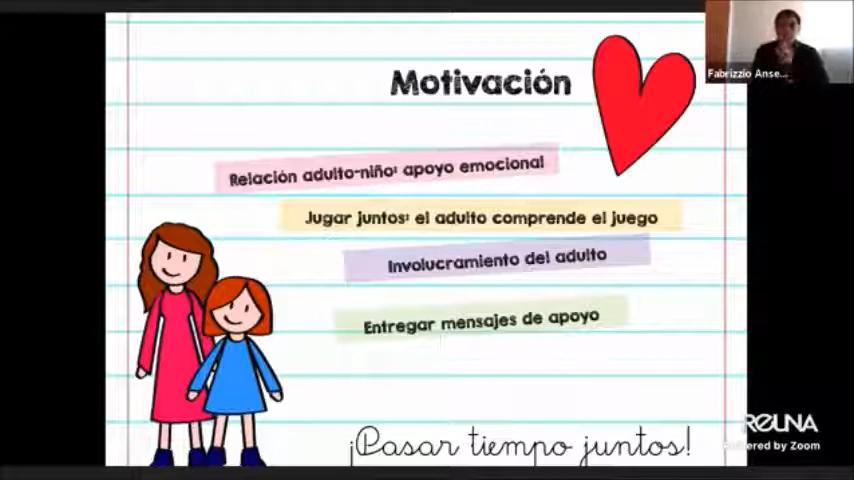 Motivación
Fabrizzio Anse...
Relación adulto-niño: apoyo emocional
Jugar juntos: el adulto comprende el juego
Involucramiento del adulto
Entregar mensajes de apoyo
¡Pasar tiempo juntos!
REUNA
Powered by Zoom